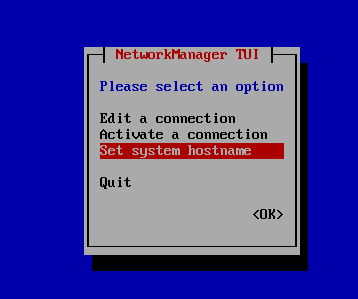 NetworkManager TUI
Please select an option
Edit a connection
Activate a connection
Set system hostname
Quit
<OK>